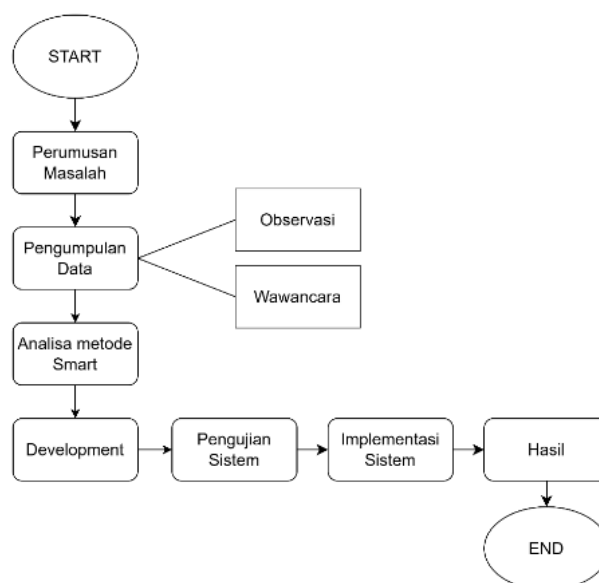 START
Perumusan
Masalah
Pengumpulan
Data
Observasi
Wawancara
Analisa metode
Smart
Development
Pengujian
Sistem
Implementasi
Sistem
Hasil
END